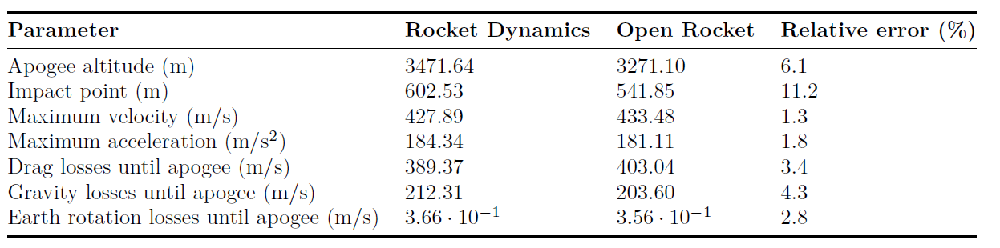 Parameter Rocket Dynamics Open Rocket Relative error (%)
Apogee altitude (m) 3471.64 3271.10 6.1
Impact point (m) 602.53 541.85 11.2
Maximum velocity (m/s) 427.89 433.48 1.3
Maximum acceleration (m/s²) 184.34 181.11 1.8
Drag losses until apogee (m/s) 389.37 403.04 3.4
Gravity losses until apogee (m/s) 212.31 203.60 4.3
Earth rotation losses until apogee (m/s) 3.66 · 10⁻¹ 3.56 · 10⁻¹ 2.8